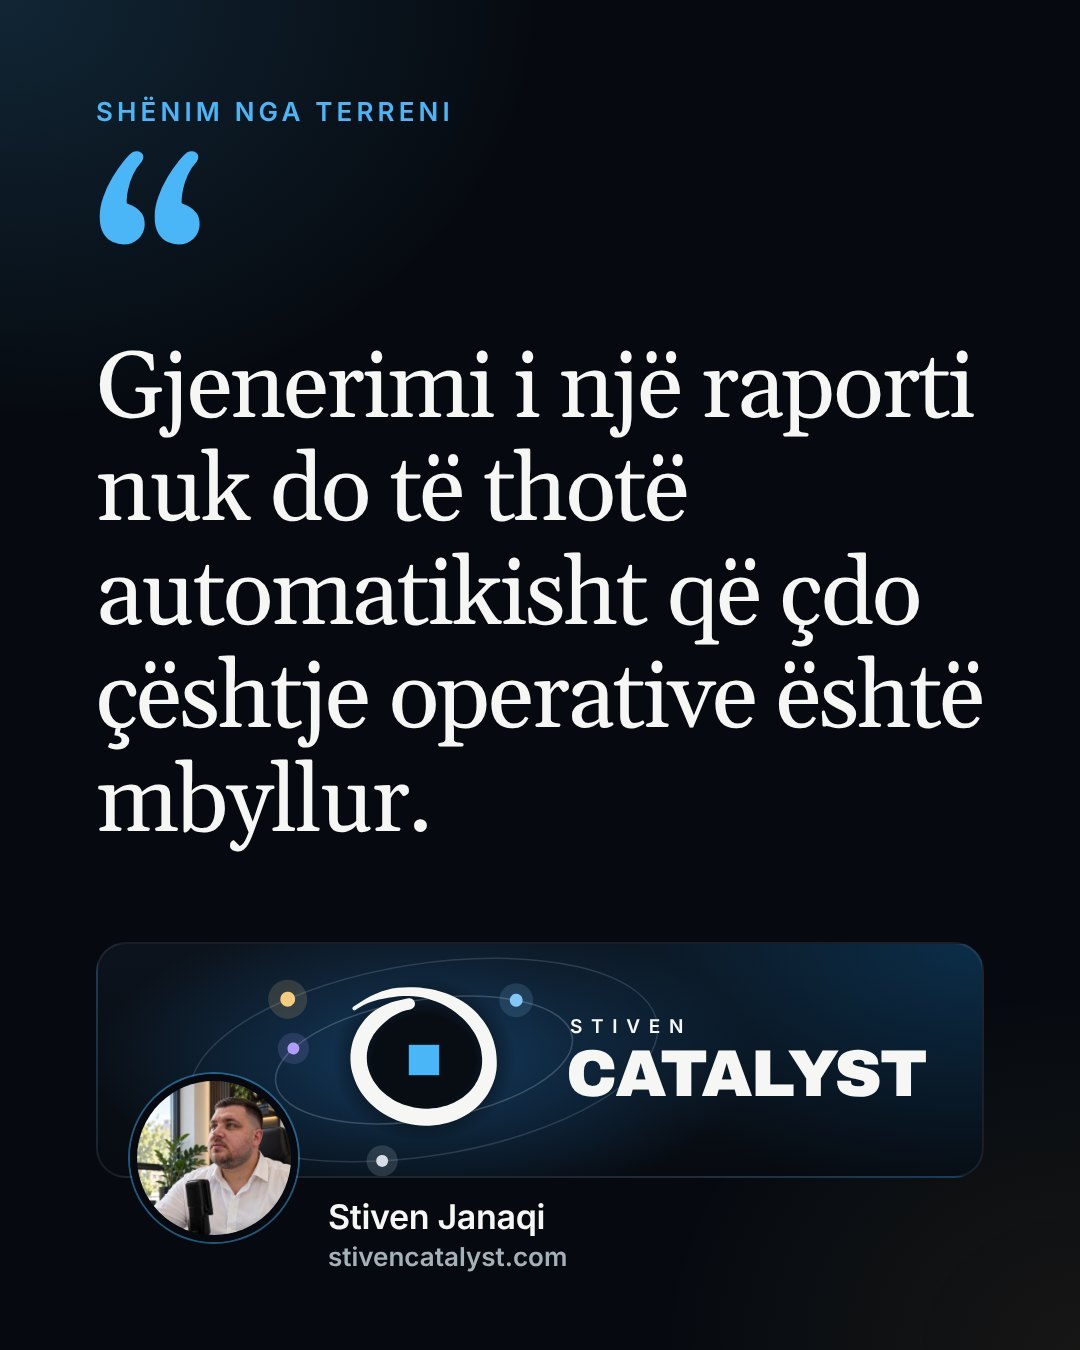 SHËNIM NGA TERRENI
“
Gjenerimi i një raporti
nuk do të thotë
automatikisht që çdo
çështje operative është
mbyllur.
STIVEN
CATALYST
Stiven Janaqi
stivencatalyst.com